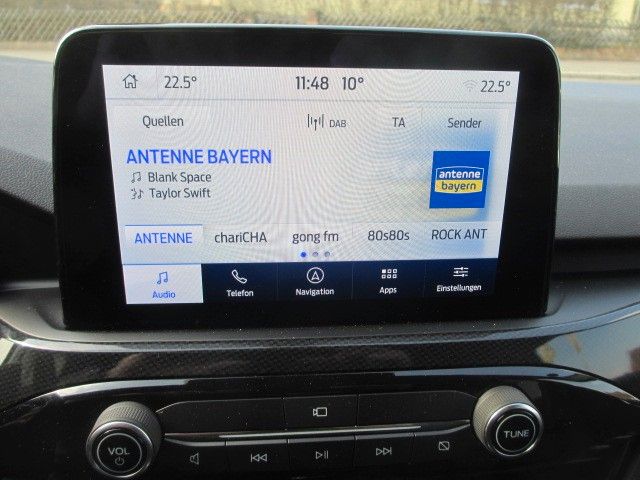 22.5° 11:48 10° 22.5°
Quellen DAB TA Sender
ANTENNE BAYERN
Blank Space
Taylor Swift
antenne
bayern
ANTENNE chariCHA gong fm 80s80s ROCK ANT
Audio Telefon Navigation Apps Einstellungen
VOL TUNE